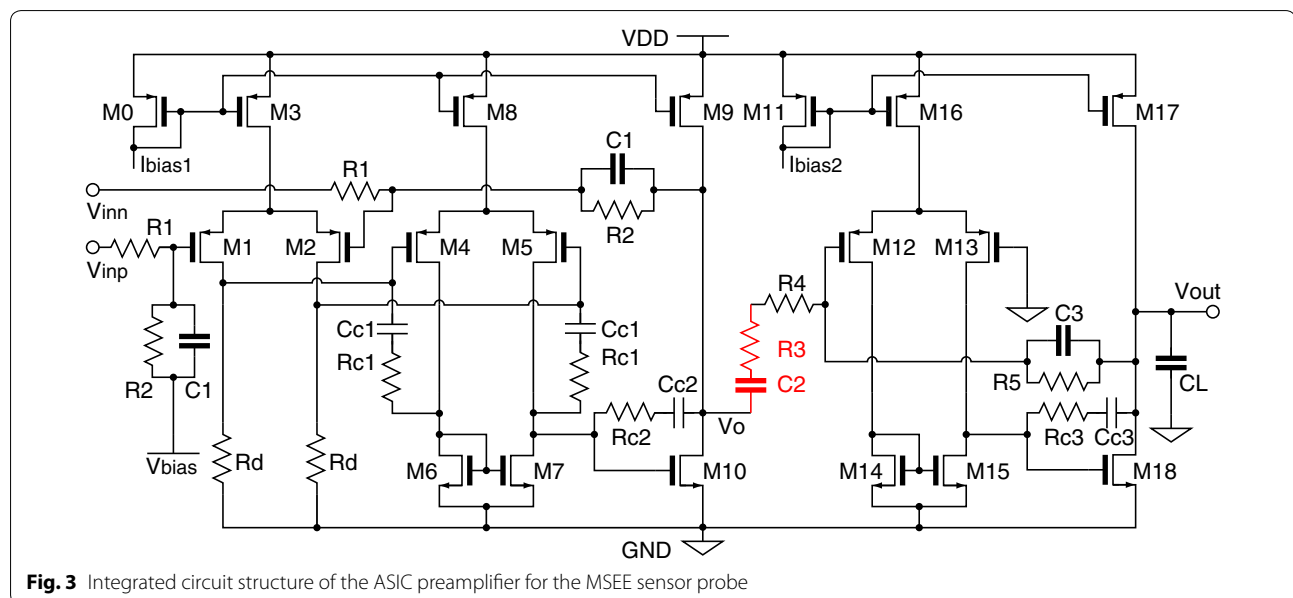 VDD
M0
M3
M8
M9
M11
M16
M17
Ibias1
Ibias2
C1
R1
R2
Vinn
R1
Vinp
M1
M2
M4
M5
M12
M13
R4
Vout
Cc1
Cc1
Rc1
Rc1
R3
C2
C3
R5
CL
R2
C1
Cc2
Rc2
Vo
Rc3
Cc3
Vbias
Rd
Rd
M6
M7
M10
M14
M15
M18
GND
Fig. 3 Integrated circuit structure of the ASIC preamplifier for the MSEE sensor probe